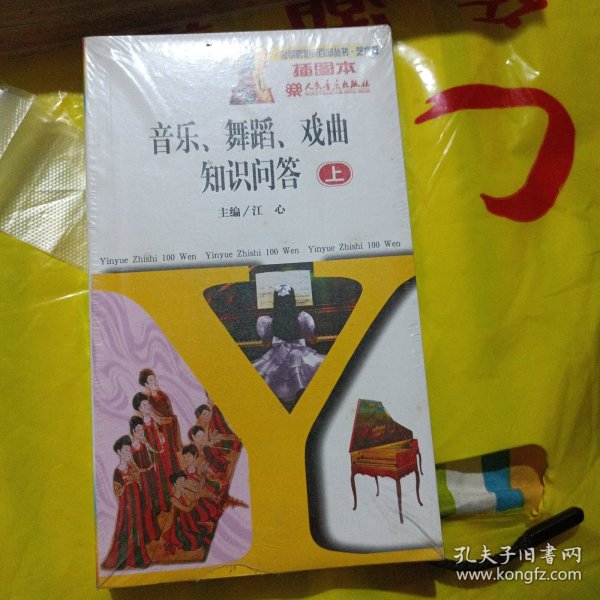 插图本
人民音乐出版社
音乐、舞蹈、戏曲
知识问答 上
主编/江 心
Yinyue Zhishi 100 Wen Yinyue Zhishi 100 Wen Yinyue Zhishi 100 Wen
孔夫子旧书网
www.kongfz.com